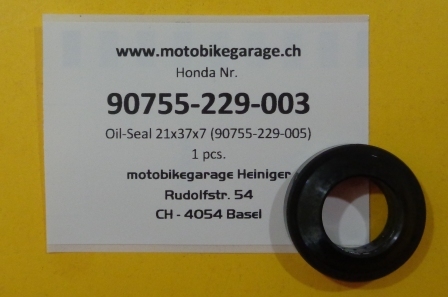 www.motobikegarage.ch
Honda Nr.
90755-229-003
Oil-Seal 21x37x7 (90755-229-005)
1 pcs.
motobikegarage Heiniger
Rudolfstr. 54
CH - 4054 Basel